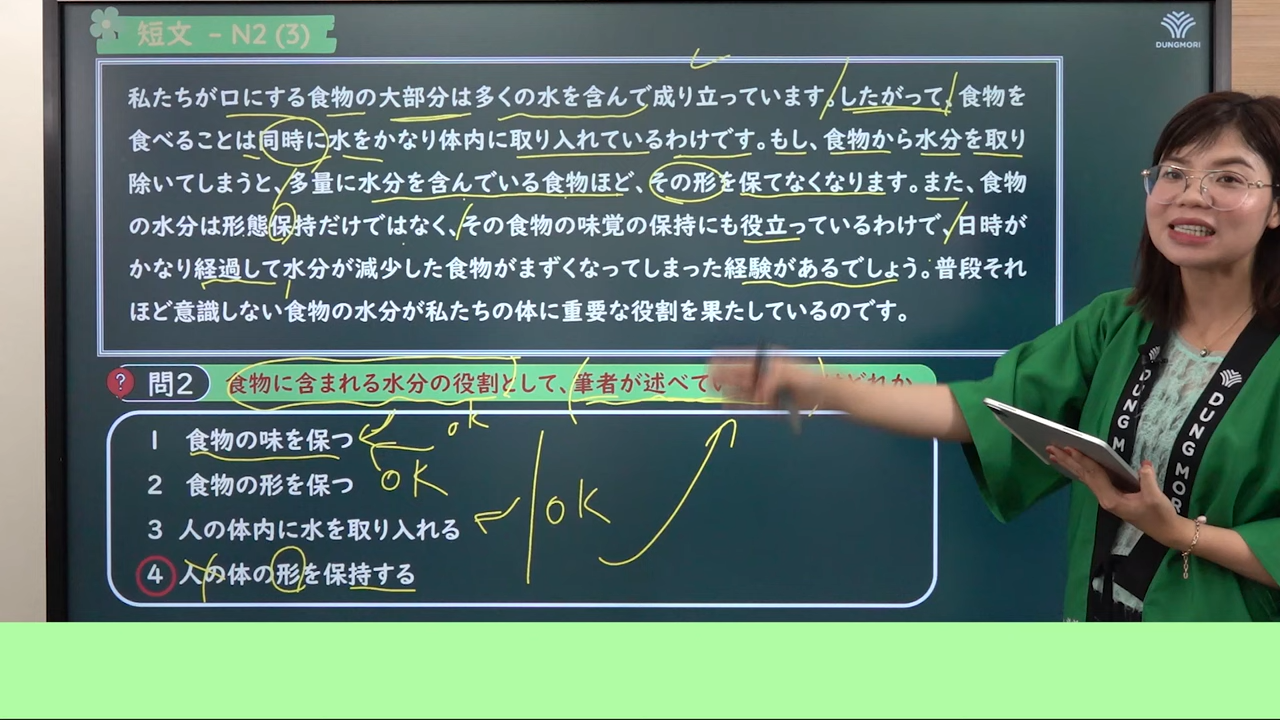 短文 － N2 (3)
DUNGMORI
私たちが口にする食物の大部分は多くの水を含んで成り立っています。したがって、食物を
食べることは同時に水をかなり体内に取り入れているわけです。もし、食物から水分を取り
除いてしまうと、多量に水分を含んでいる食物ほど、その形を保てなくなります。また、食物
の水分は形態保持だけではなく、その食物の味覚の保持にも役立っているわけで、日時が
かなり経過して水分が減少した食物がまずくなってしまった経験があるでしょう。普段それ
ほど意識しない食物の水分が私たちの体に重要な役割を果たしているのです。
? 問2 食物に含まれる水分の役割として、筆者が述べてい
1 食物の味を保つ
ok
2 食物の形を保つ
OK
3 人の体内に水を取り入れる
OK
4 人の体の形を保持する
DUNG M
DUNG MOR